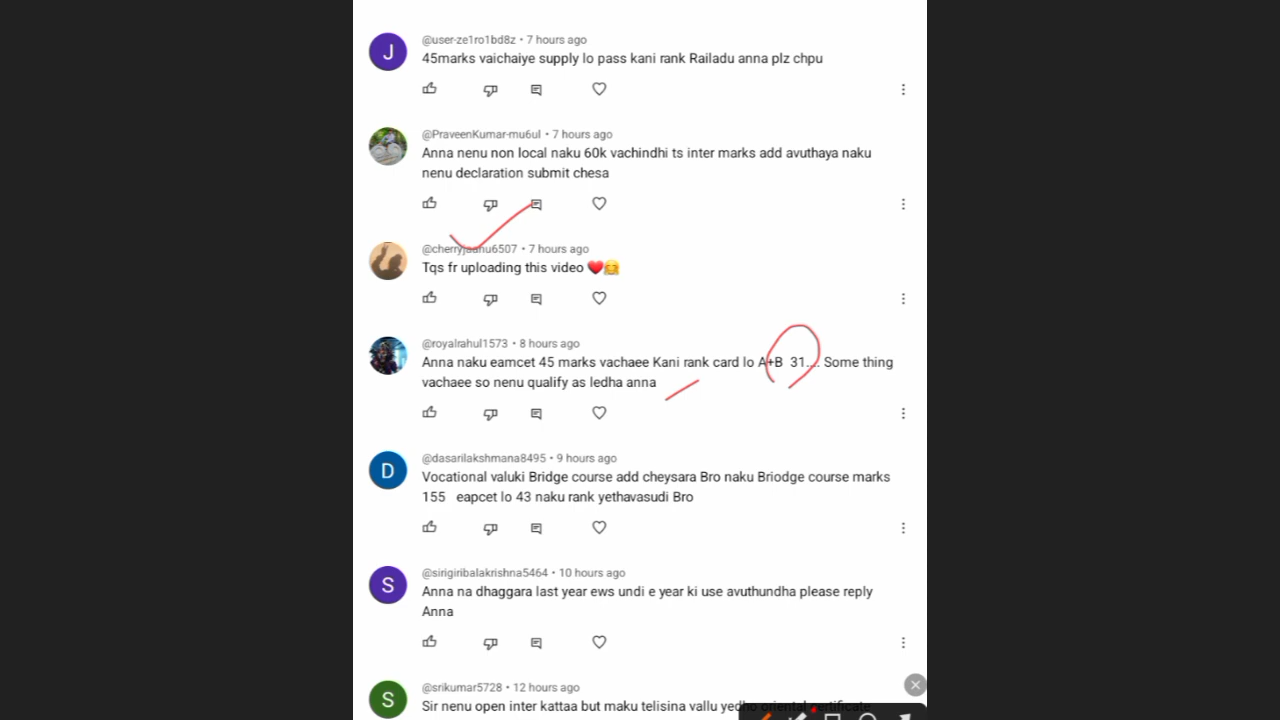 J
@user-ze1ro1bd8z • 7 hours ago
45marks vaichaiye supply lo pass kani rank Railadu anna plz chpu
@PraveenKumar-mu6ul • 7 hours ago
Anna nenu non local naku 60k vachindhi ts inter marks add avuthaya naku
nenu declaration submit chesa
@cherryjaanu6507 • 7 hours ago
Tqs fr uploading this video ❤️🤗
@royalrahul1573 • 8 hours ago
Anna naku eamcet 45 marks vachaee Kani rank card lo A+B 31.... Some thing
vachaee so nenu qualify as ledha anna
D
@dasarilakshmana8495 • 9 hours ago
Vocational valuki Bridge course add cheysara Bro naku Briodge course marks
155 eapcet lo 43 naku rank yethavasudi Bro
S
@sirigiribalakrishna5464 • 10 hours ago
Anna na dhaggara last year ews undi e year ki use avuthundha please reply
Anna
S
@srikumar5728 • 12 hours ago
Sir nenu open inter kattaa but maku telisina vallu yedho oriental certificate